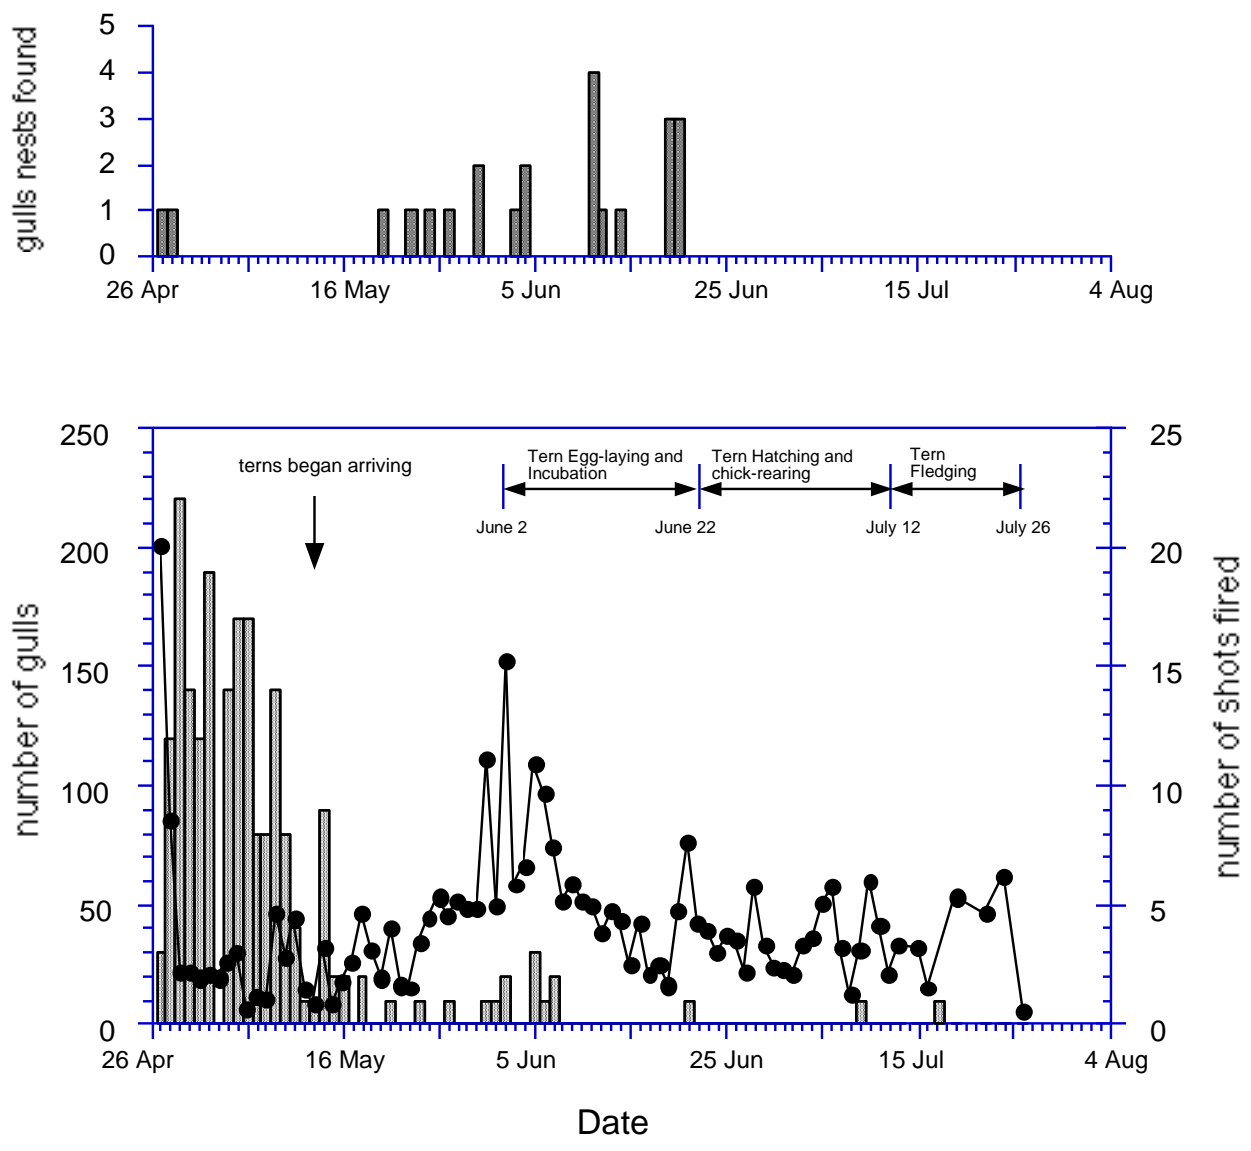 gulls nests found
5
4
3
2
1
0
26 Apr 16 May 5 Jun 25 Jun 15 Jul 4 Aug
250 25
terns began arriving
Tern Egg-laying and
Incubation
Tern Hatching and
chick-rearing
Tern
Fledging
June 2 June 22 July 12 July 26
200 20
number of gulls
number of shots fired
150 15
100 10
50 5
0 0
26 Apr 16 May 5 Jun 25 Jun 15 Jul 4 Aug
Date